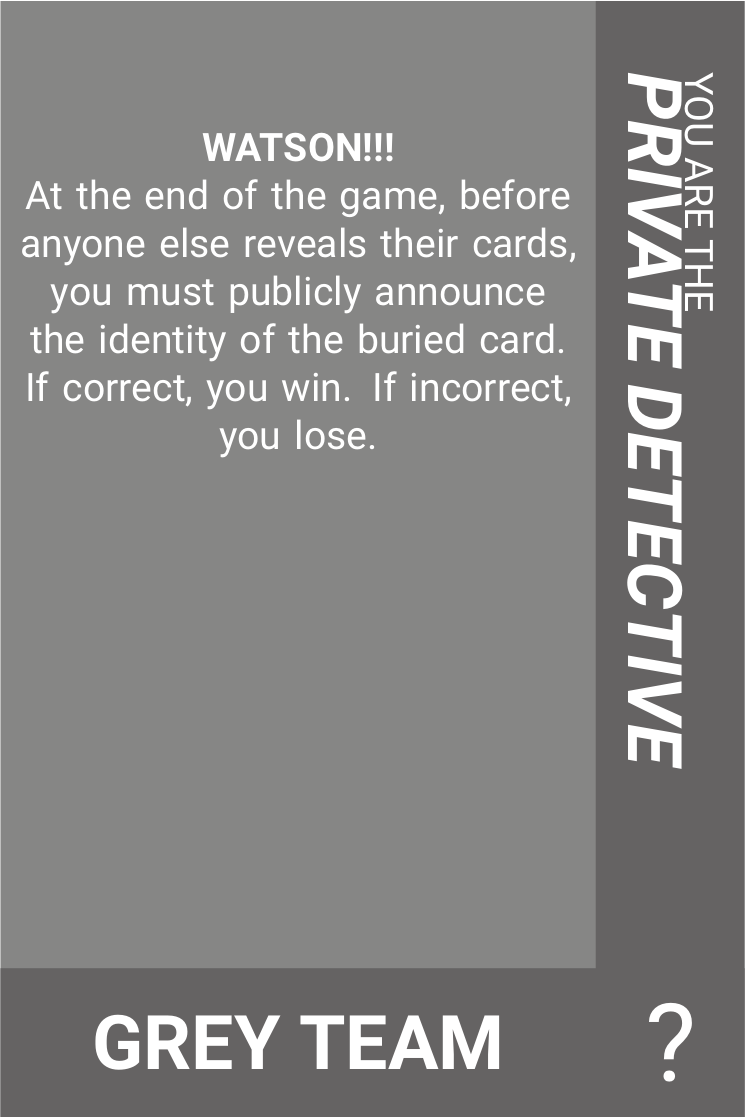 WATSON!!!
At the end of the game, before
anyone else reveals their cards,
you must publicly announce
the identity of the buried card.
If correct, you win.  If incorrect,
you lose.
YOU ARE THE
PRIVATE DETECTIVE
GREY TEAM
?